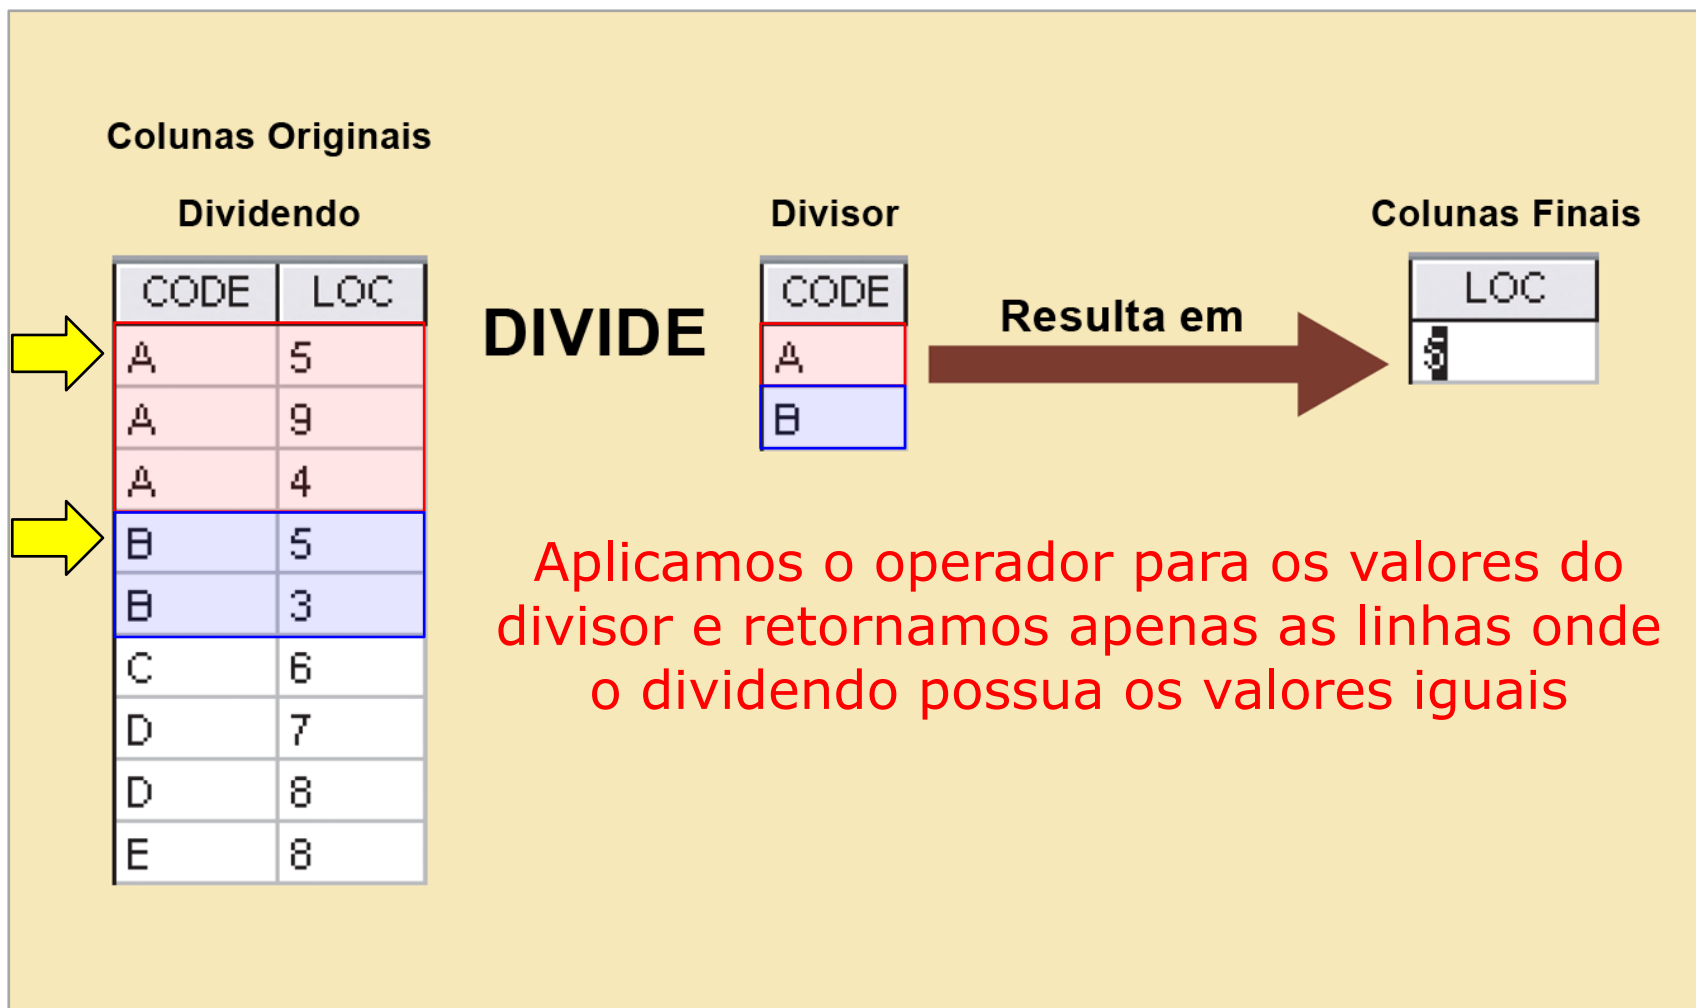 Colunas Originais
Dividendo
CODE LOC
A 5
A 9
A 4
B 5
B 3
C 6
D 7
D 8
E 8
DIVIDE
Divisor
CODE
A
B
Resulta em
Colunas Finais
LOC
5
Aplicamos o operador para os valores do
divisor e retornamos apenas as linhas onde
o dividendo possua os valores iguais